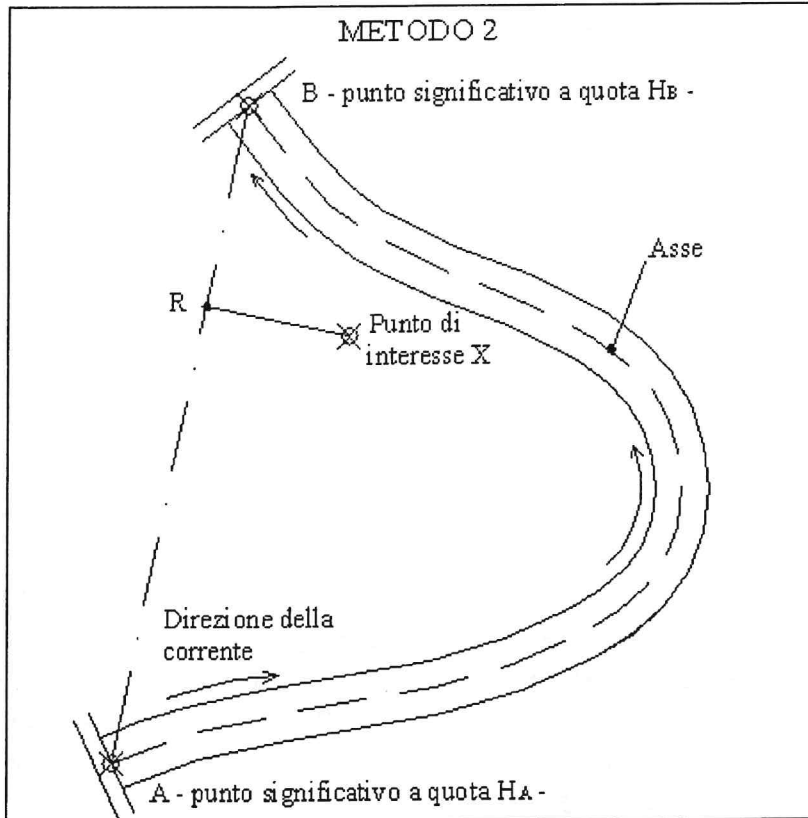 METODO 2
B - punto significativo a quota HB -
Asse
R
Punto di
interesse X
Direzione della
corrente
A - punto significativo a quota HA -